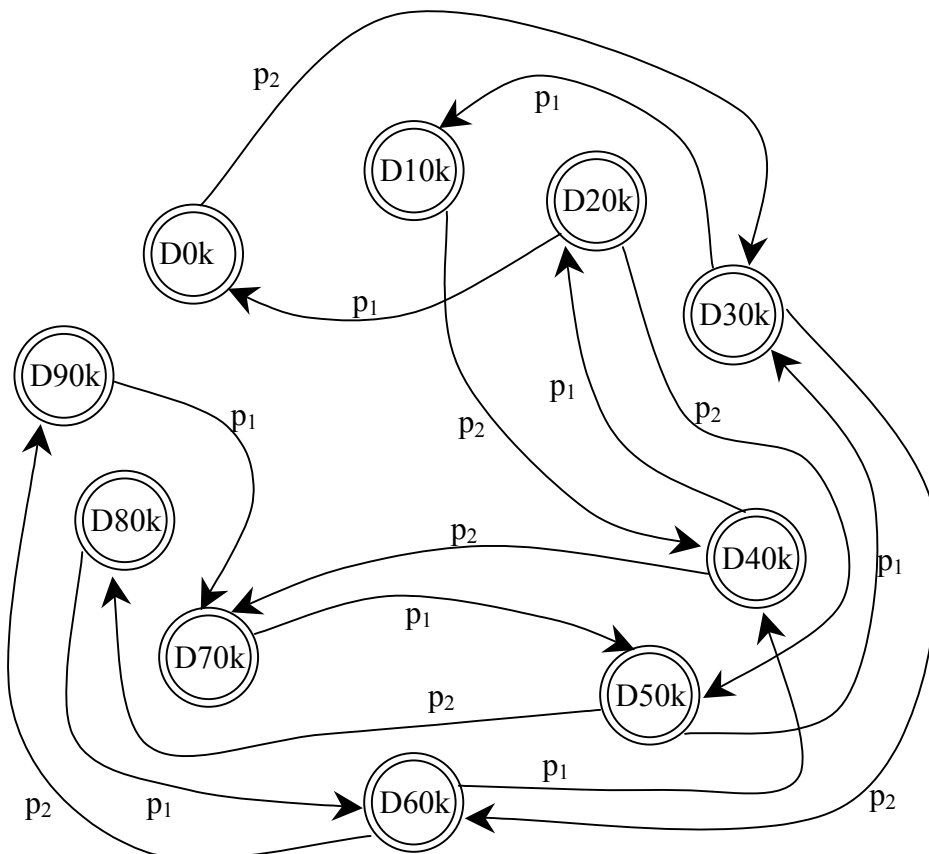 p₂
p₁
D10k
D20k
D0k
p₁
D30k
D90k
p₁
p₁
p₂
p₂
D80k
p₂
D40k
p₁
p₁
D70k
D50k
p₂
p₁
D60k
p₂
p₁
p₂